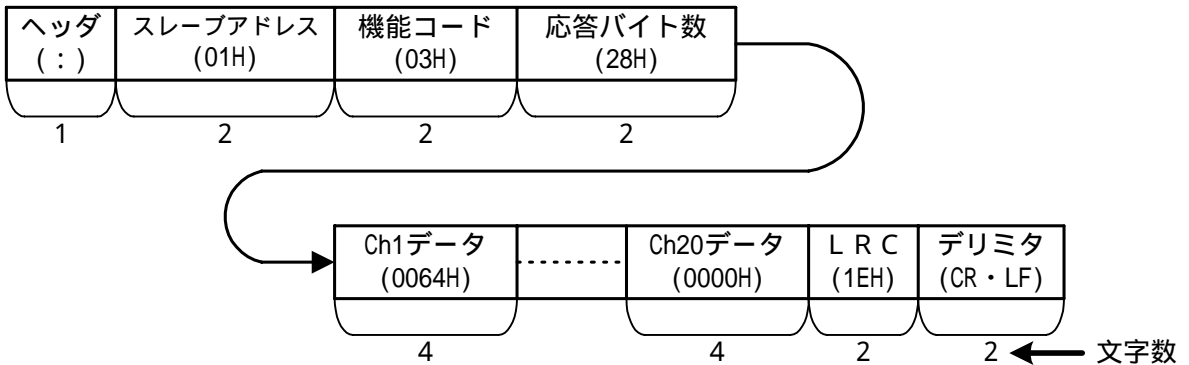 ヘッダ スレーブアドレス 機能コード 応答バイト数
(:) (01H) (03H) (28H)
1 2 2 2
Ch1データ Ch20データ LRC デリミタ
(0064H) (0000H) (1EH) (CR・LF)
4 4 2 2 文字数